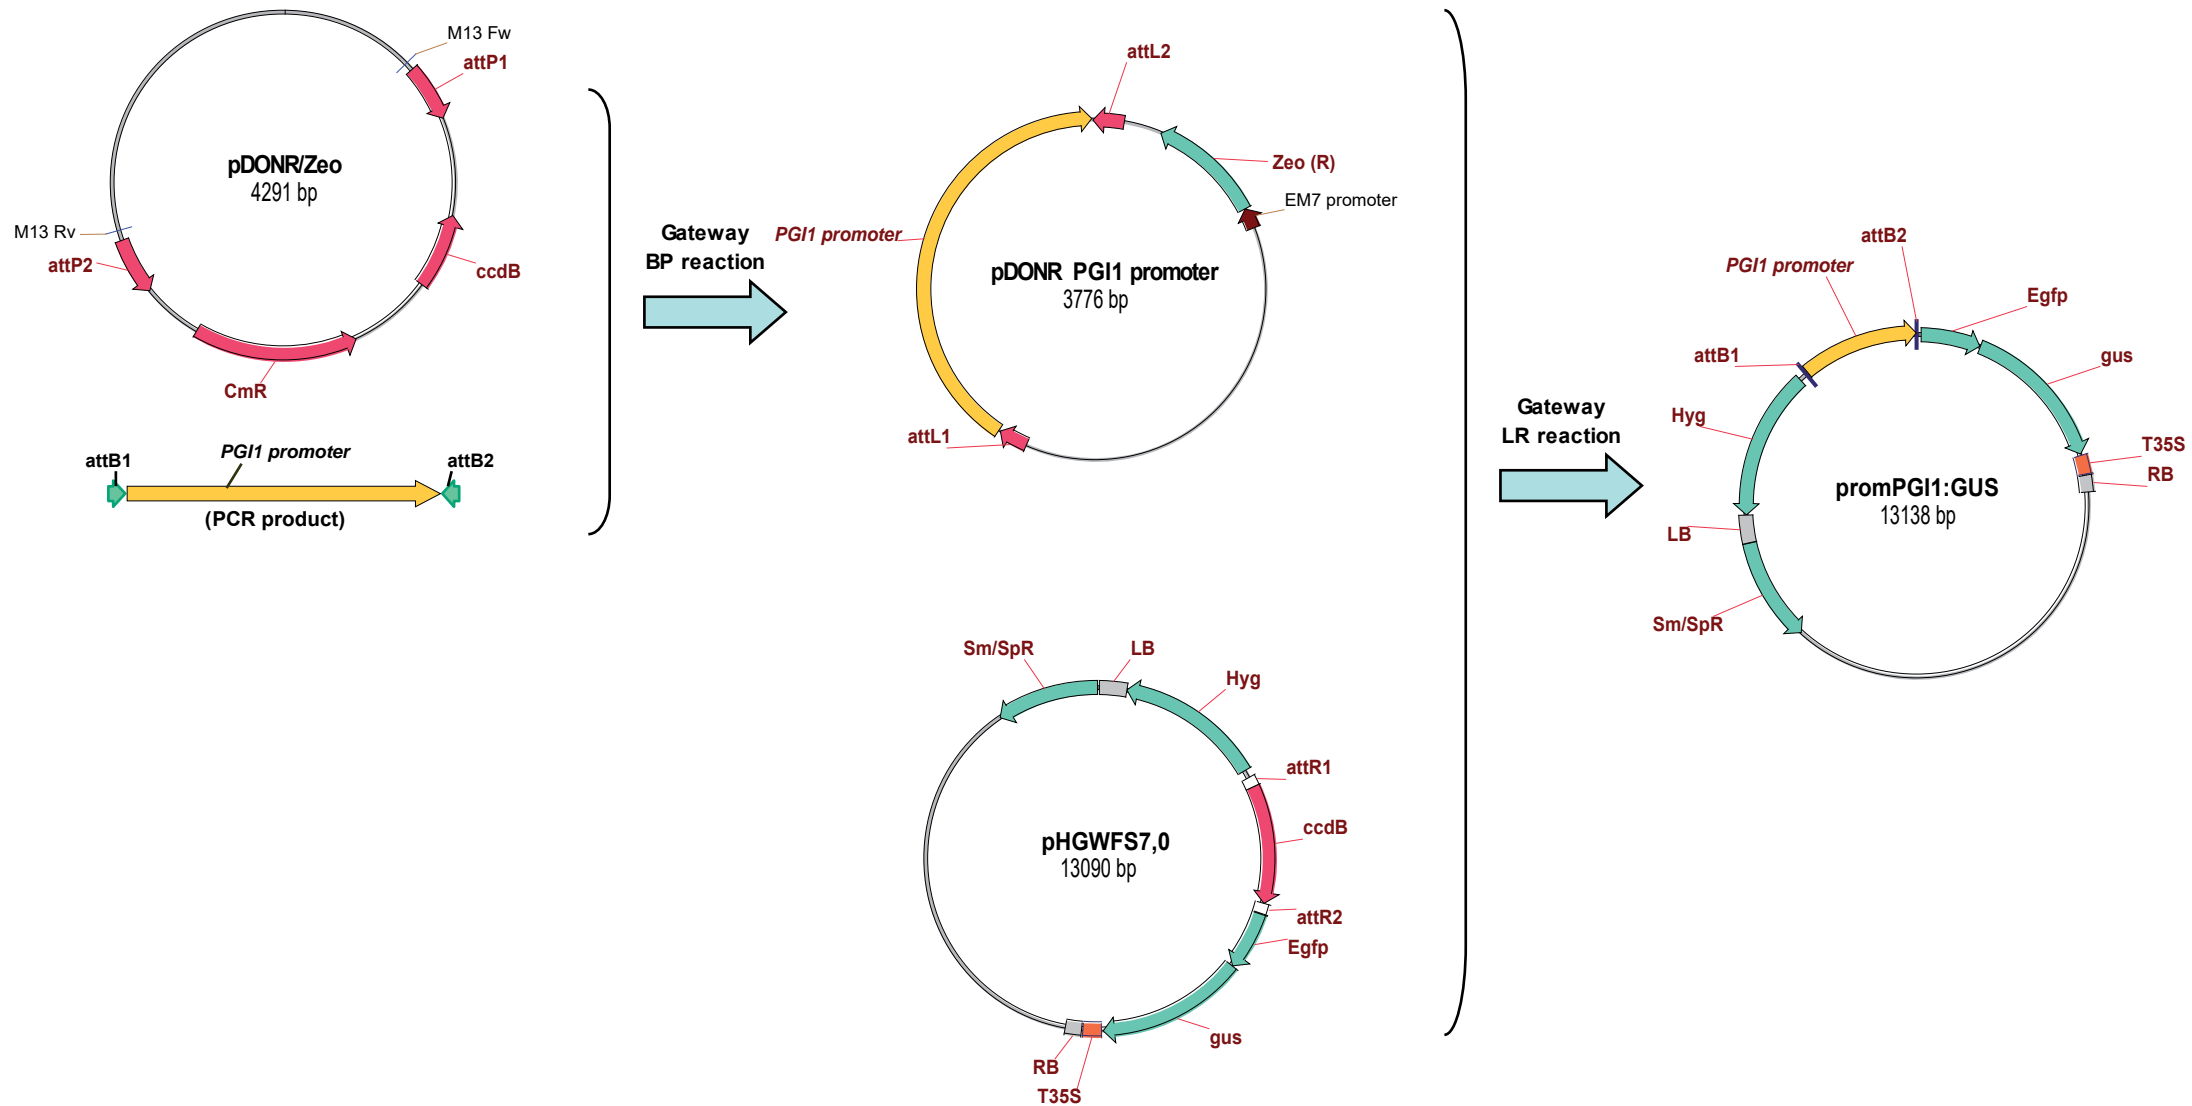 M13 Fw
attP1
pDONR/Zeo
4291 bp
M13 Rv
attP2
ccdB
CmR
attB1
PGI1 promoter
attB2
(PCR product)
Gateway
BP reaction
attL2
Zeo (R)
EM7 promoter
PGI1 promoter
pDONR PGI1 promoter
3776 bp
attL1
Sm/SpR
LB
Hyg
attR1
ccdB
pHGWFS7,0
13090 bp
attR2
Egfp
gus
RB
T35S
Gateway
LR reaction
attB2
PGI1 promoter
Egfp
attB1
gus
Hyg
T35S
RB
promPGI1:GUS
13138 bp
LB
Sm/SpR